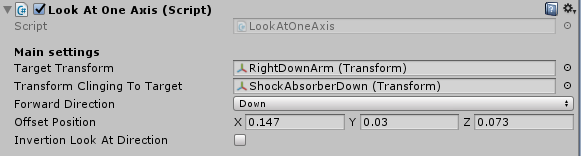 Look At One Axis (Script)
Script LookAtOneAxis
Main settings
Target Transform RightDownArm (Transform)
Transform Clinging To Target ShockAbsorberDown (Transform)
Forward Direction Down
Offset Position X 0.147 Y 0.03 Z 0.073
Invertion Look At Direction